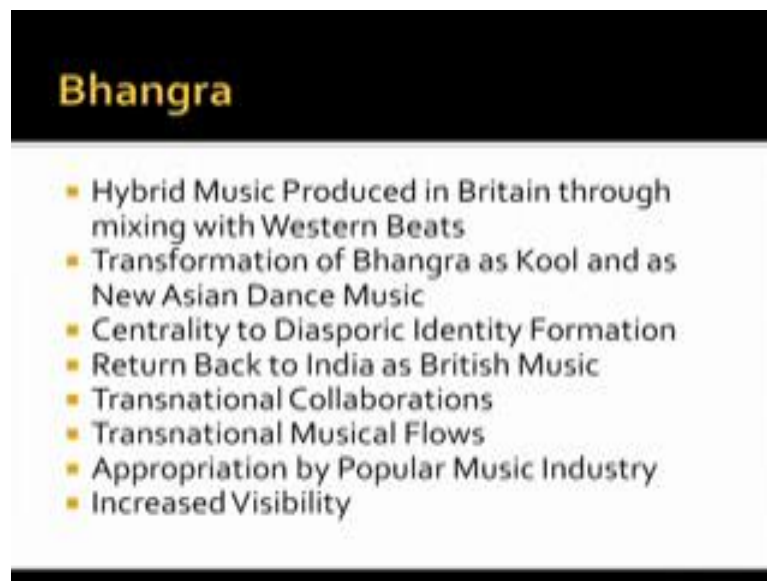 Bhangra
Hybrid Music Produced in Britain through
mixing with Western Beats
Transformation of Bhangra as Kool and as
New Asian Dance Music
Centrality to Diasporic Identity Formation
Return Back to India as British Music
Transnational Collaborations
Transnational Musical Flows
Appropriation by Popular Music Industry
Increased Visibility